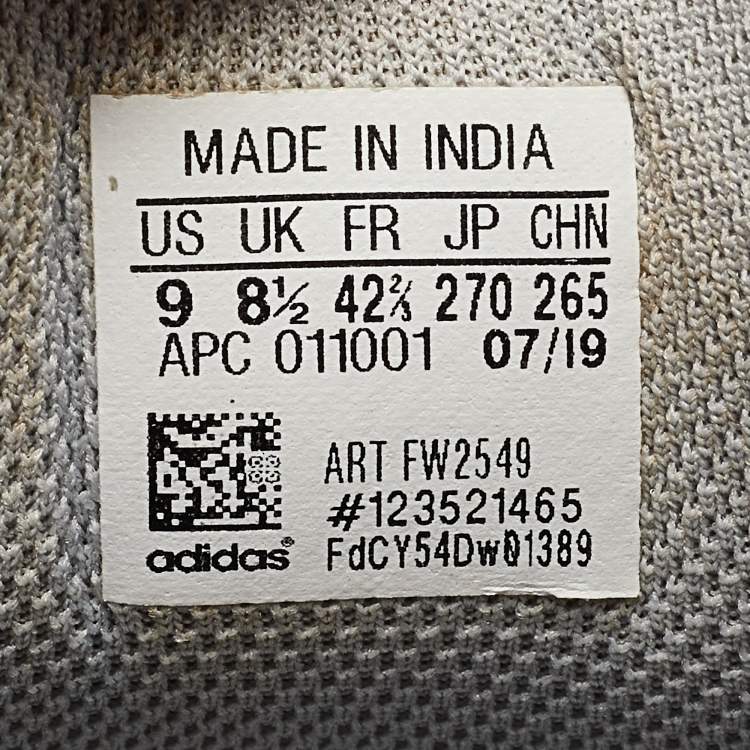 MADE IN INDIA
US UK FR JP CHN
9 8½ 42⅔ 270 265
APC 011001 07/19
ART FW2549
#123521465
adidas® FdCY54Dw01389